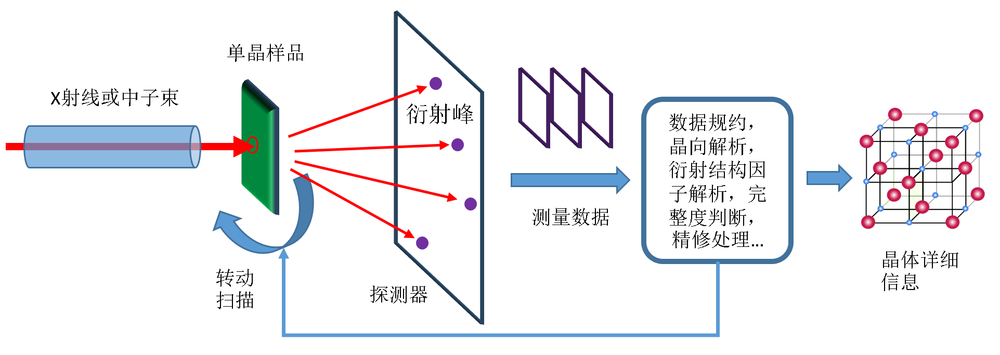 单晶样品
X射线或中子束
衍射峰
转动
扫描
探测器
测量数据
数据规约，
晶向解析，
衍射结构因
子解析，完
整度判断，
精修处理...
晶体详细
信息